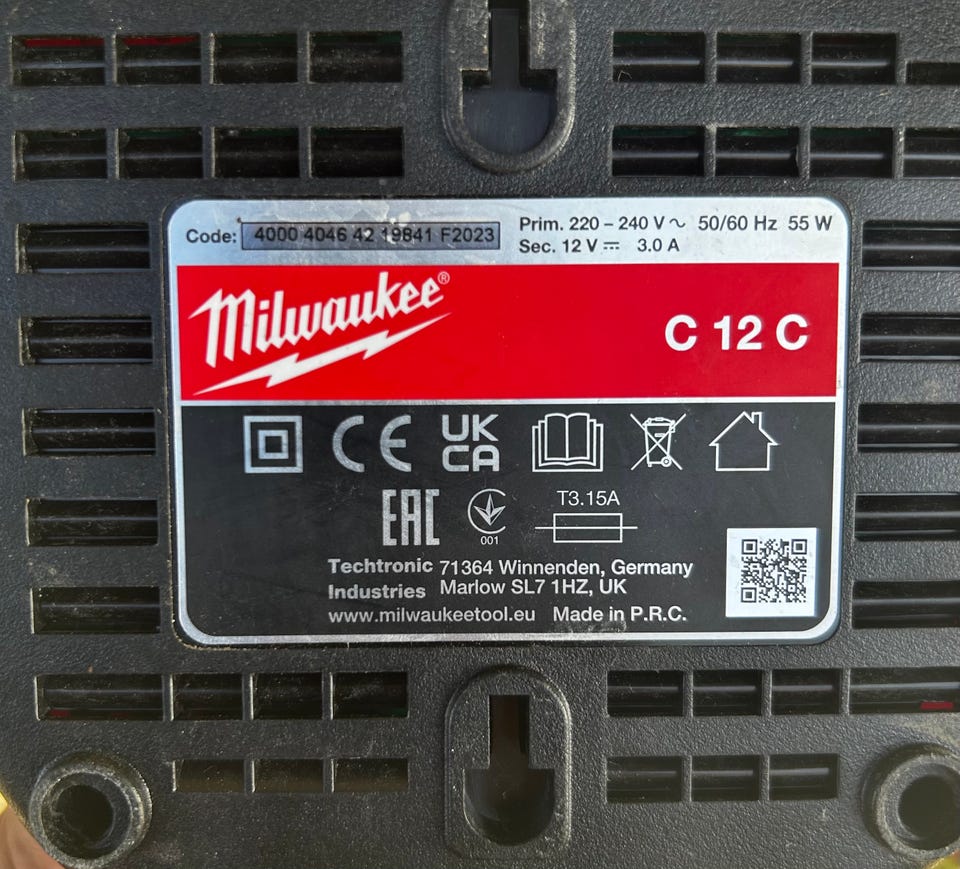 Code: 4000 4046 42 19841 F2023
Prim. 220 – 240 V ~ 50/60 Hz 55 W
Sec. 12 V ⎓ 3.0 A
Milwaukee®
C 12 C
CE UK CA
EAC 001 T3.15A
Techtronic Industries
71364 Winnenden, Germany
Marlow SL7 1HZ, UK
www.milwaukeetool.eu Made in P.R.C.